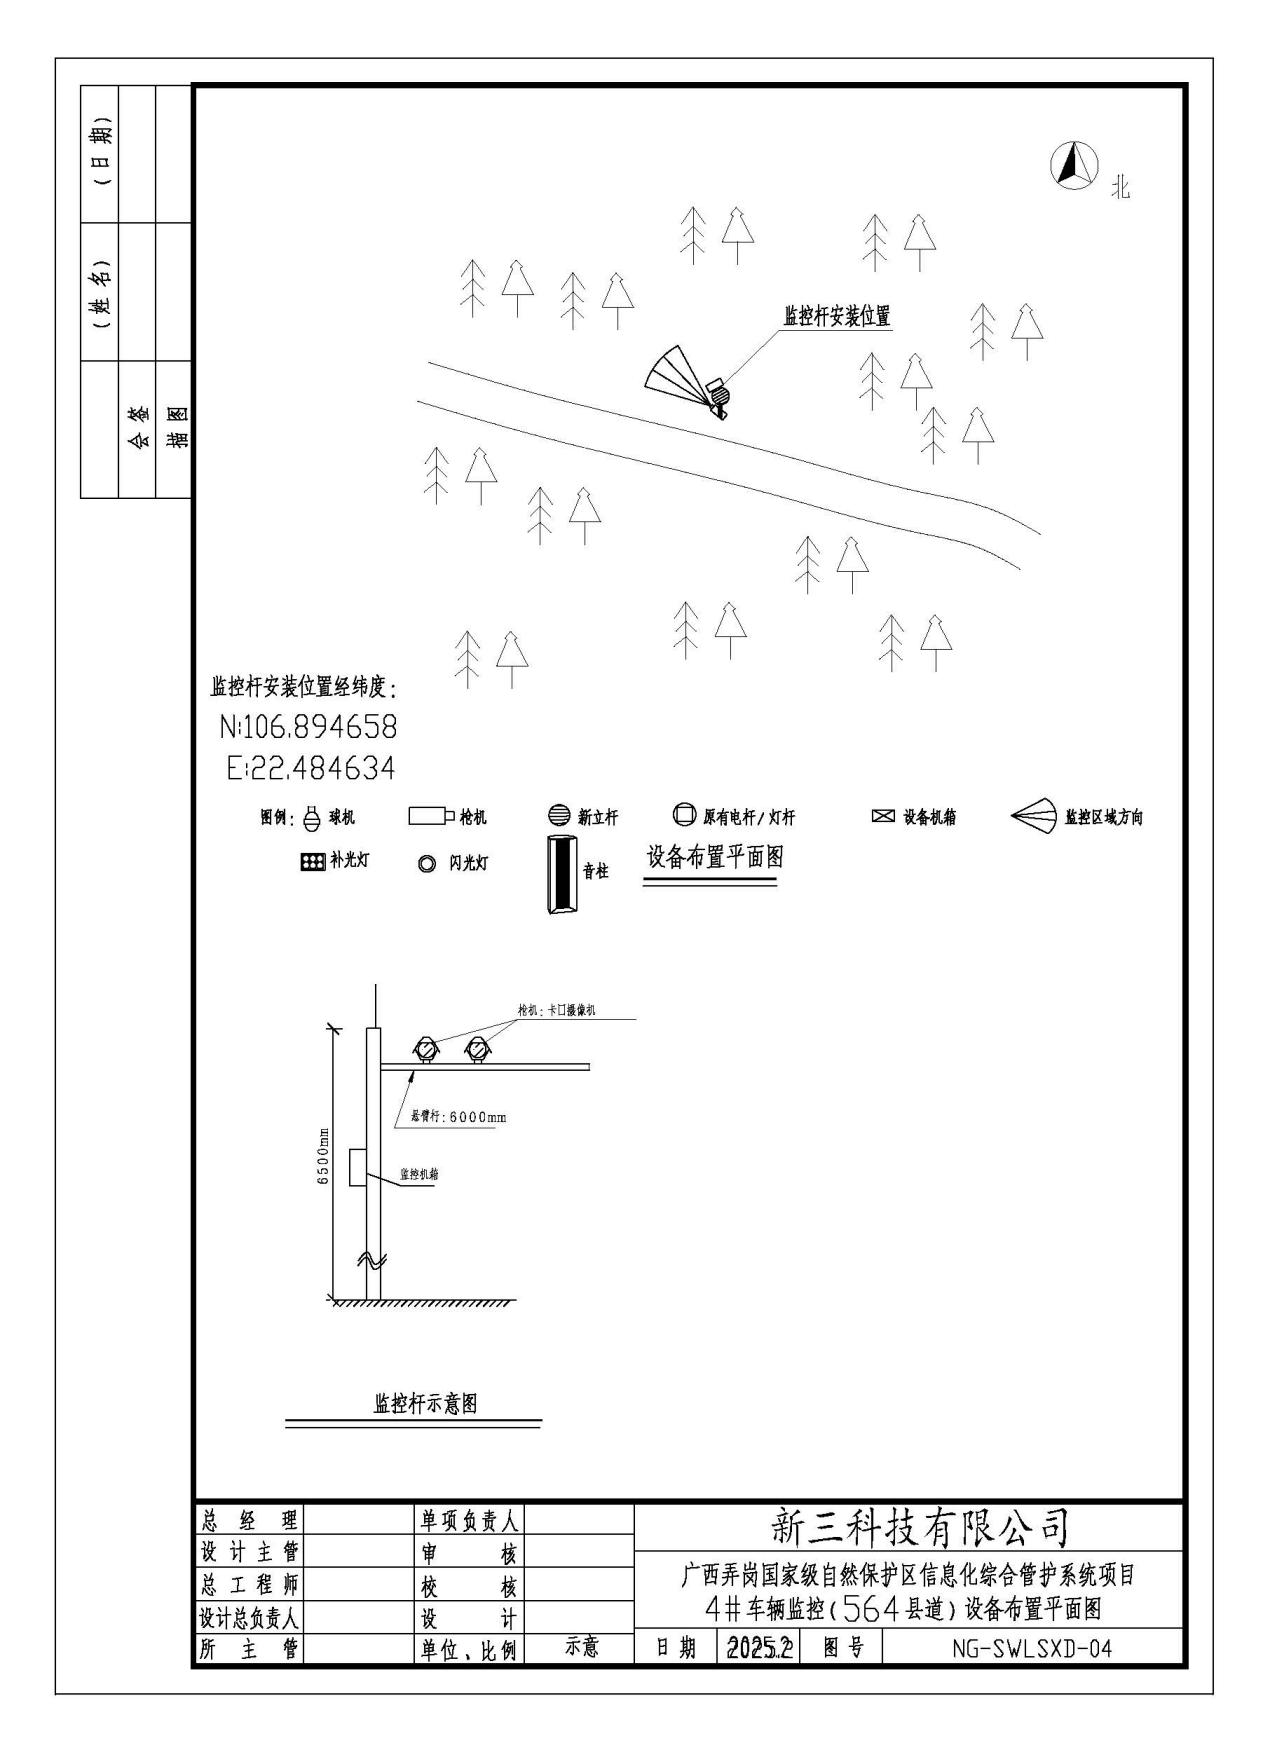 (日 期)
(姓 名)
会 签
描 图
北
监控杆安装位置
监控杆安装位置经纬度：
N:106.894658
E:22.484634
图例： 球机 枪机 新立杆 原有电杆/灯杆 设备机箱 监控区域方向
补光灯 闪光灯 音柱 设备布置平面图
枪机：卡口摄像机
悬臂杆：6000mm
6500mm
监控机箱
监控杆示意图
总 经 理 单项负责人
设 计 主 管 审 核
总 工 程 师 校 核
设计总负责人 设 计
所 主 管 单位、比例 示意
新三科技有限公司
广西弄岗国家级自然保护区信息化综合管护系统项目
4#车辆监控(564县道)设备布置平面图
日 期 2025.2 图 号 NG-SWLSXD-04